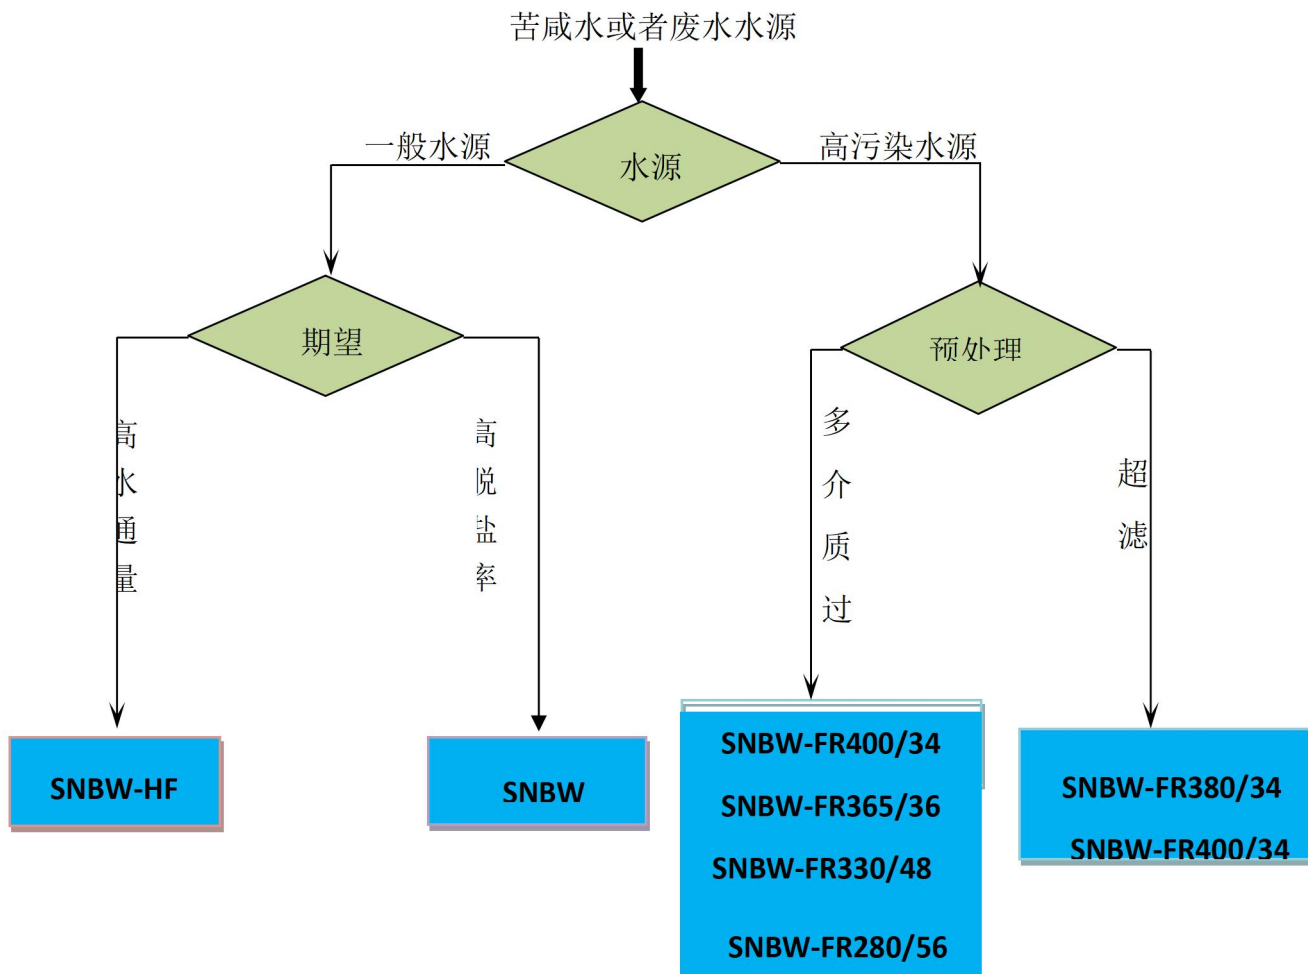 苦咸水或者废水水源
一般水源
高污染水源
水源
期望
预处理
高水通量
高脱盐率
多介质过
超滤
SNBW-HF
SNBW
SNBW-FR400/34
SNBW-FR365/36
SNBW-FR330/48
SNBW-FR280/56
SNBW-FR380/34
SNBW-FR400/34